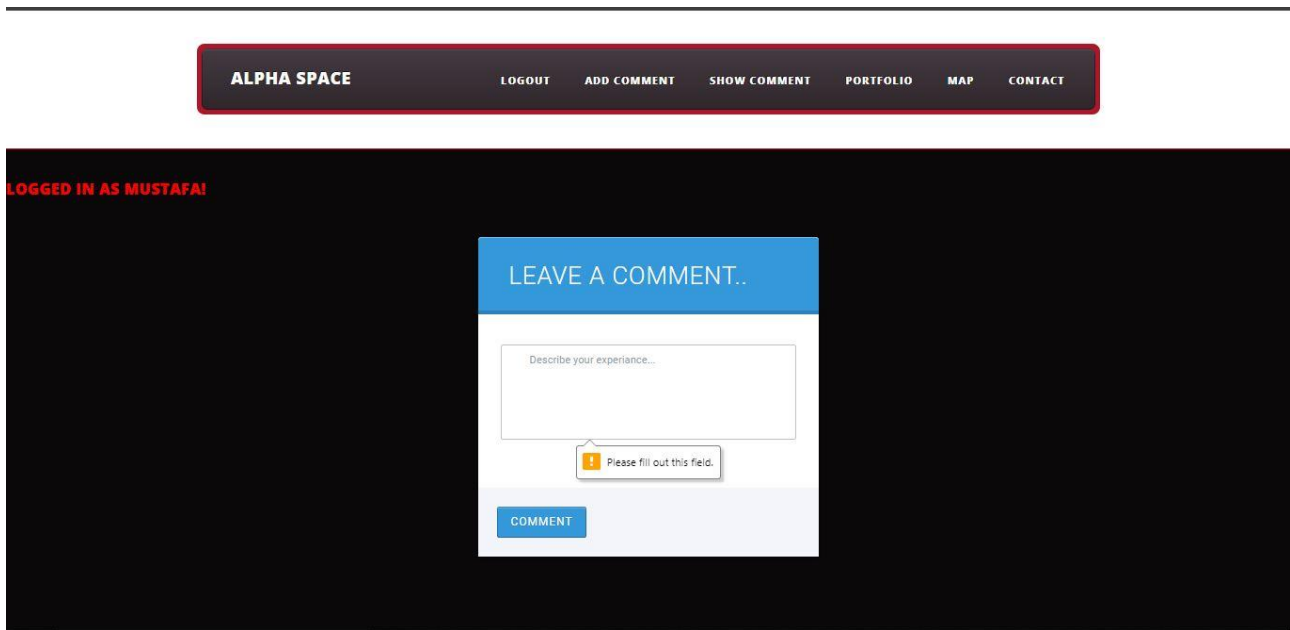 ALPHA SPACE LOGOUT ADD COMMENT SHOW COMMENT PORTFOLIO MAP CONTACT
LOGGED IN AS MUSTAFA!
LEAVE A COMMENT..
Describe your experiance...
! Please fill out this field.
COMMENT